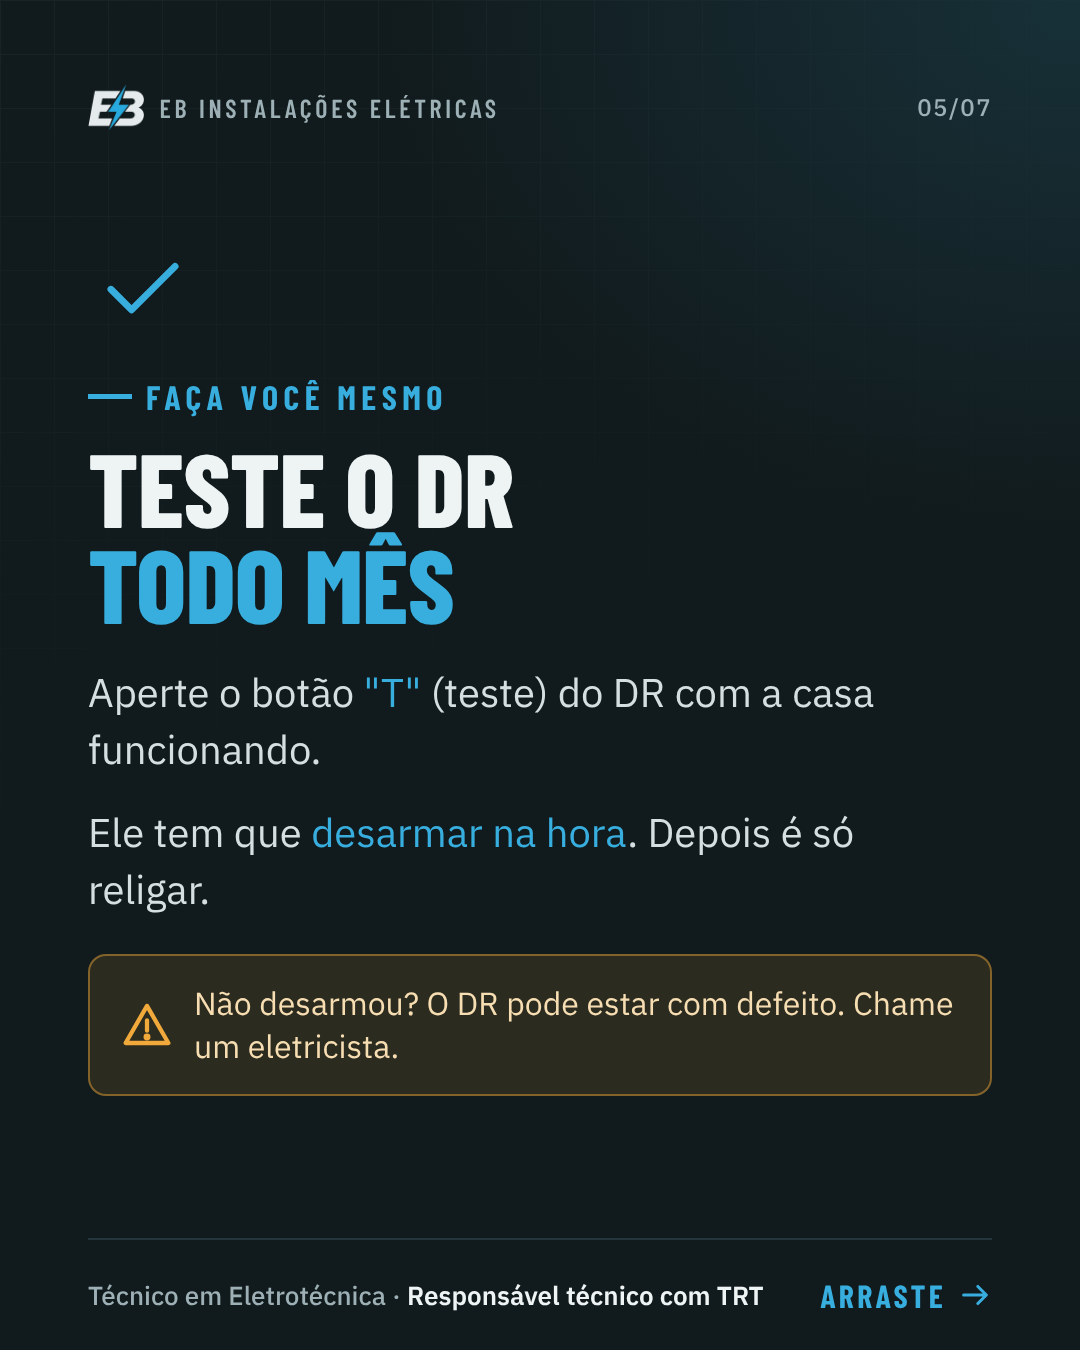 EB EB INSTALAÇÕES ELÉTRICAS
05/07
FAÇA VOCÊ MESMO
TESTE O DR
TODO MÊS
Aperte o botão "T" (teste) do DR com a casa
funcionando.
Ele tem que desarmar na hora. Depois é só
religar.
Não desarmou? O DR pode estar com defeito. Chame
um eletricista.
Técnico em Eletrotécnica · Responsável técnico com TRT
ARRASTE →